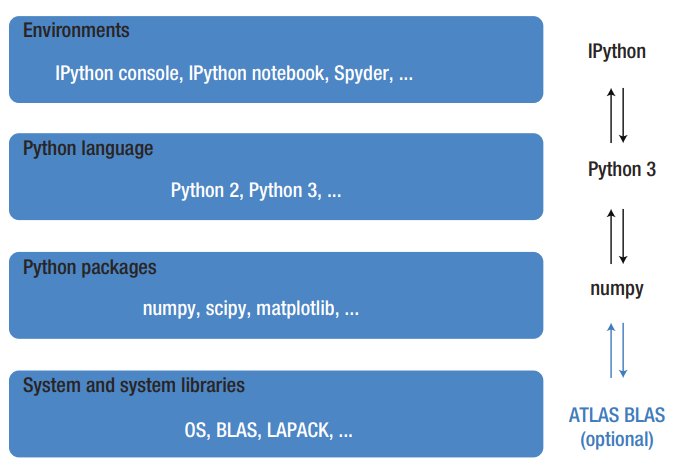 Environments
IPython console, IPython notebook, Spyder, ...
IPython
Python language
Python 2, Python 3, ...
Python 3
Python packages
numpy, scipy, matplotlib, ...
numpy
System and system libraries
OS, BLAS, LAPACK, ...
ATLAS BLAS
(optional)